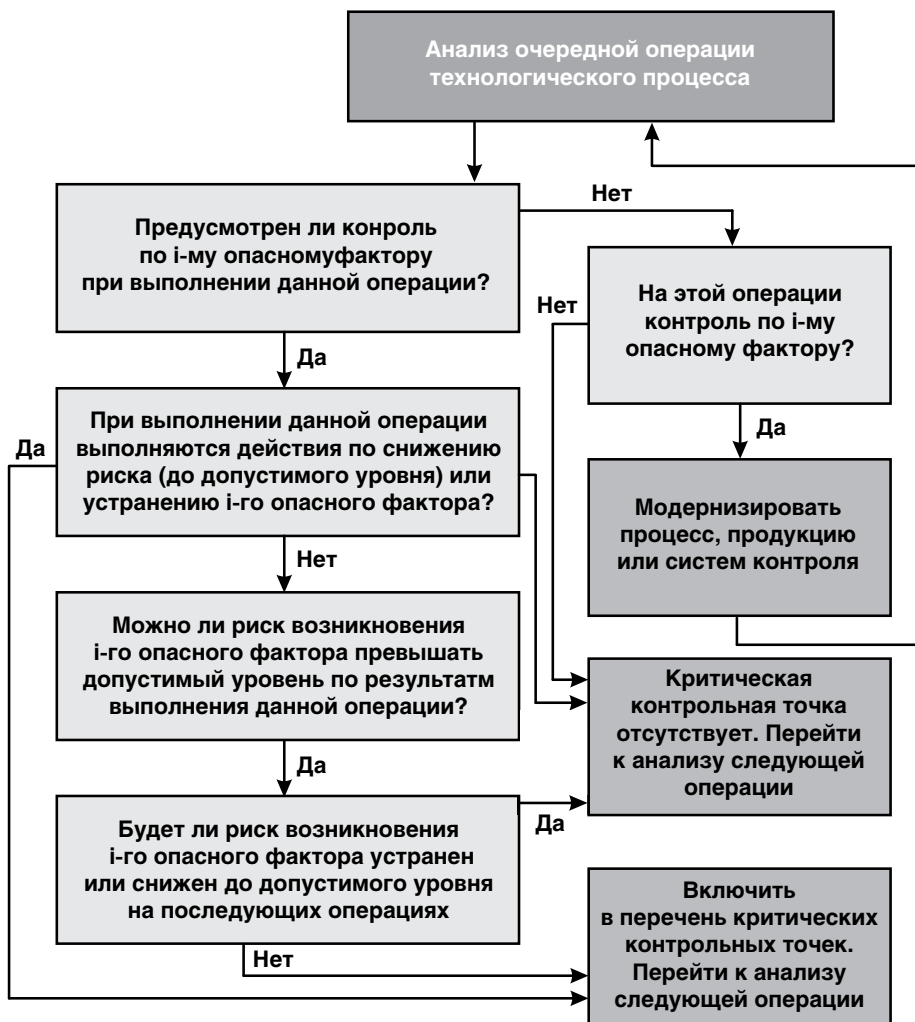 Анализ очередной операции
технологического процесса
Нет
Предусмотрен ли конроль
по i-му опасномуфактору
при выполнении данной операции?
Нет
На этой операции
контроль по i-му
опасному фактору?
Да
Да
При выполнении данной операции
выполняются действия по снижению
риска (до допустимого уровня) или
устранению i-го опасного фактора?
Да
Модернизировать
процесс, продукцию
или систем контроля
Нет
Можно ли риск возникновения
i-го опасного фактора превышать
допустимый уровень по результатм
выполнения данной операции?
Критическая
контрольная точка
отсутствует. Перейти
к анализу следующей
операции
Да
Будет ли риск возникновения
i-го опасного фактора устранен
или снижен до допустимого уровня
на последующих операциях
Да
Включить
в перечень критических
контрольных точек.
Перейти к анализу
следующей операции
Нет